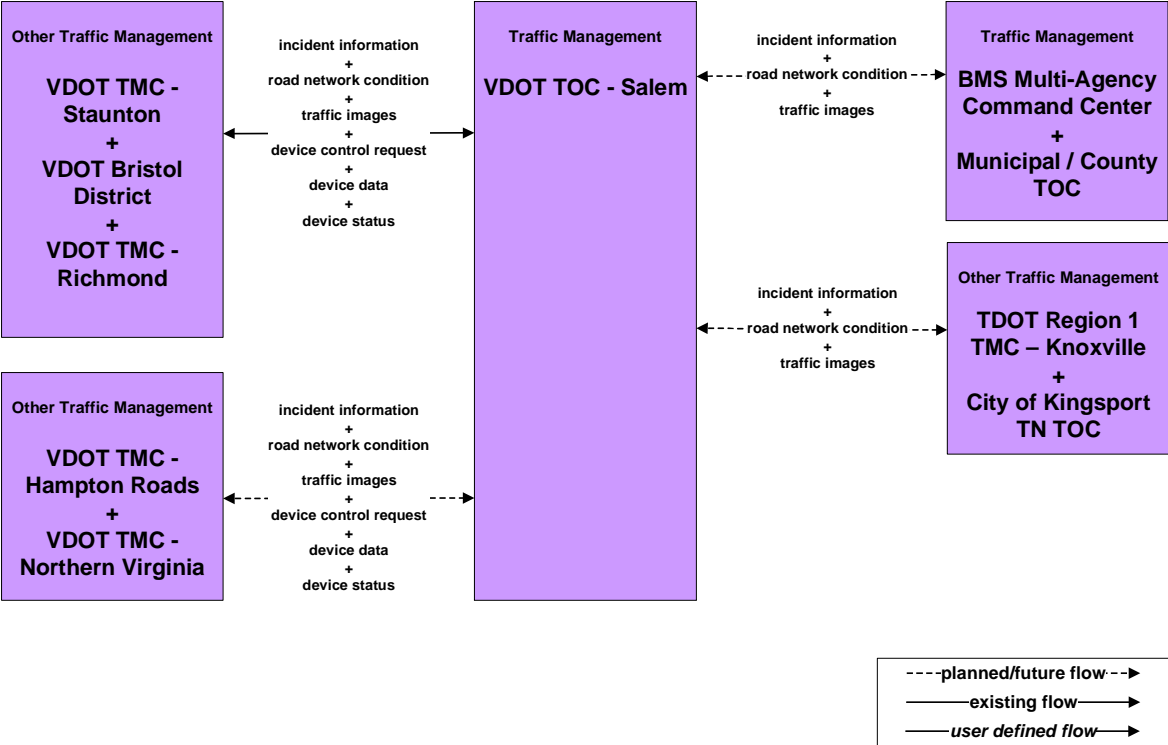 Other Traffic Management
VDOT TMC -
Staunton
+
VDOT Bristol
District
+
VDOT TMC -
Richmond
incident information
+
road network condition
+
traffic images
+
device control request
+
device data
+
device status
Traffic Management
VDOT TOC - Salem
incident information
+
road network condition
+
traffic images
Traffic Management
BMS Multi-Agency
Command Center
+
Municipal / County
TOC
incident information
+
road network condition
+
traffic images
Other Traffic Management
TDOT Region 1
TMC – Knoxville
+
City of Kingsport
TN TOC
Other Traffic Management
VDOT TMC -
Hampton Roads
+
VDOT TMC -
Northern Virginia
incident information
+
road network condition
+
traffic images
+
device control request
+
device data
+
device status
planned/future flow
existing flow
user defined flow